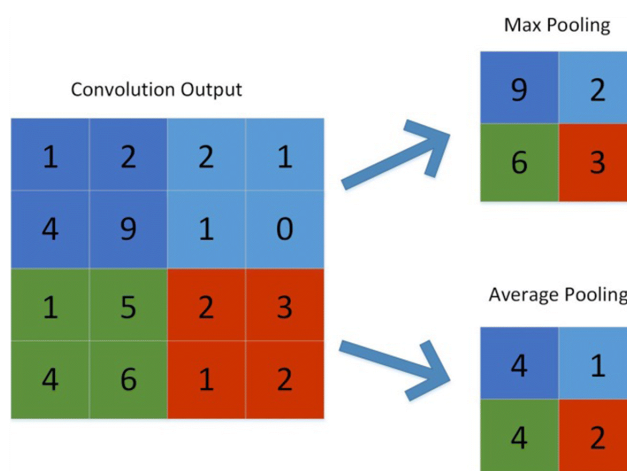 Max Pooling
9 2
6 3
Convolution Output
1 2 2 1
4 9 1 0
1 5 2 3
4 6 1 2
Average Pooling
4 1
4 2